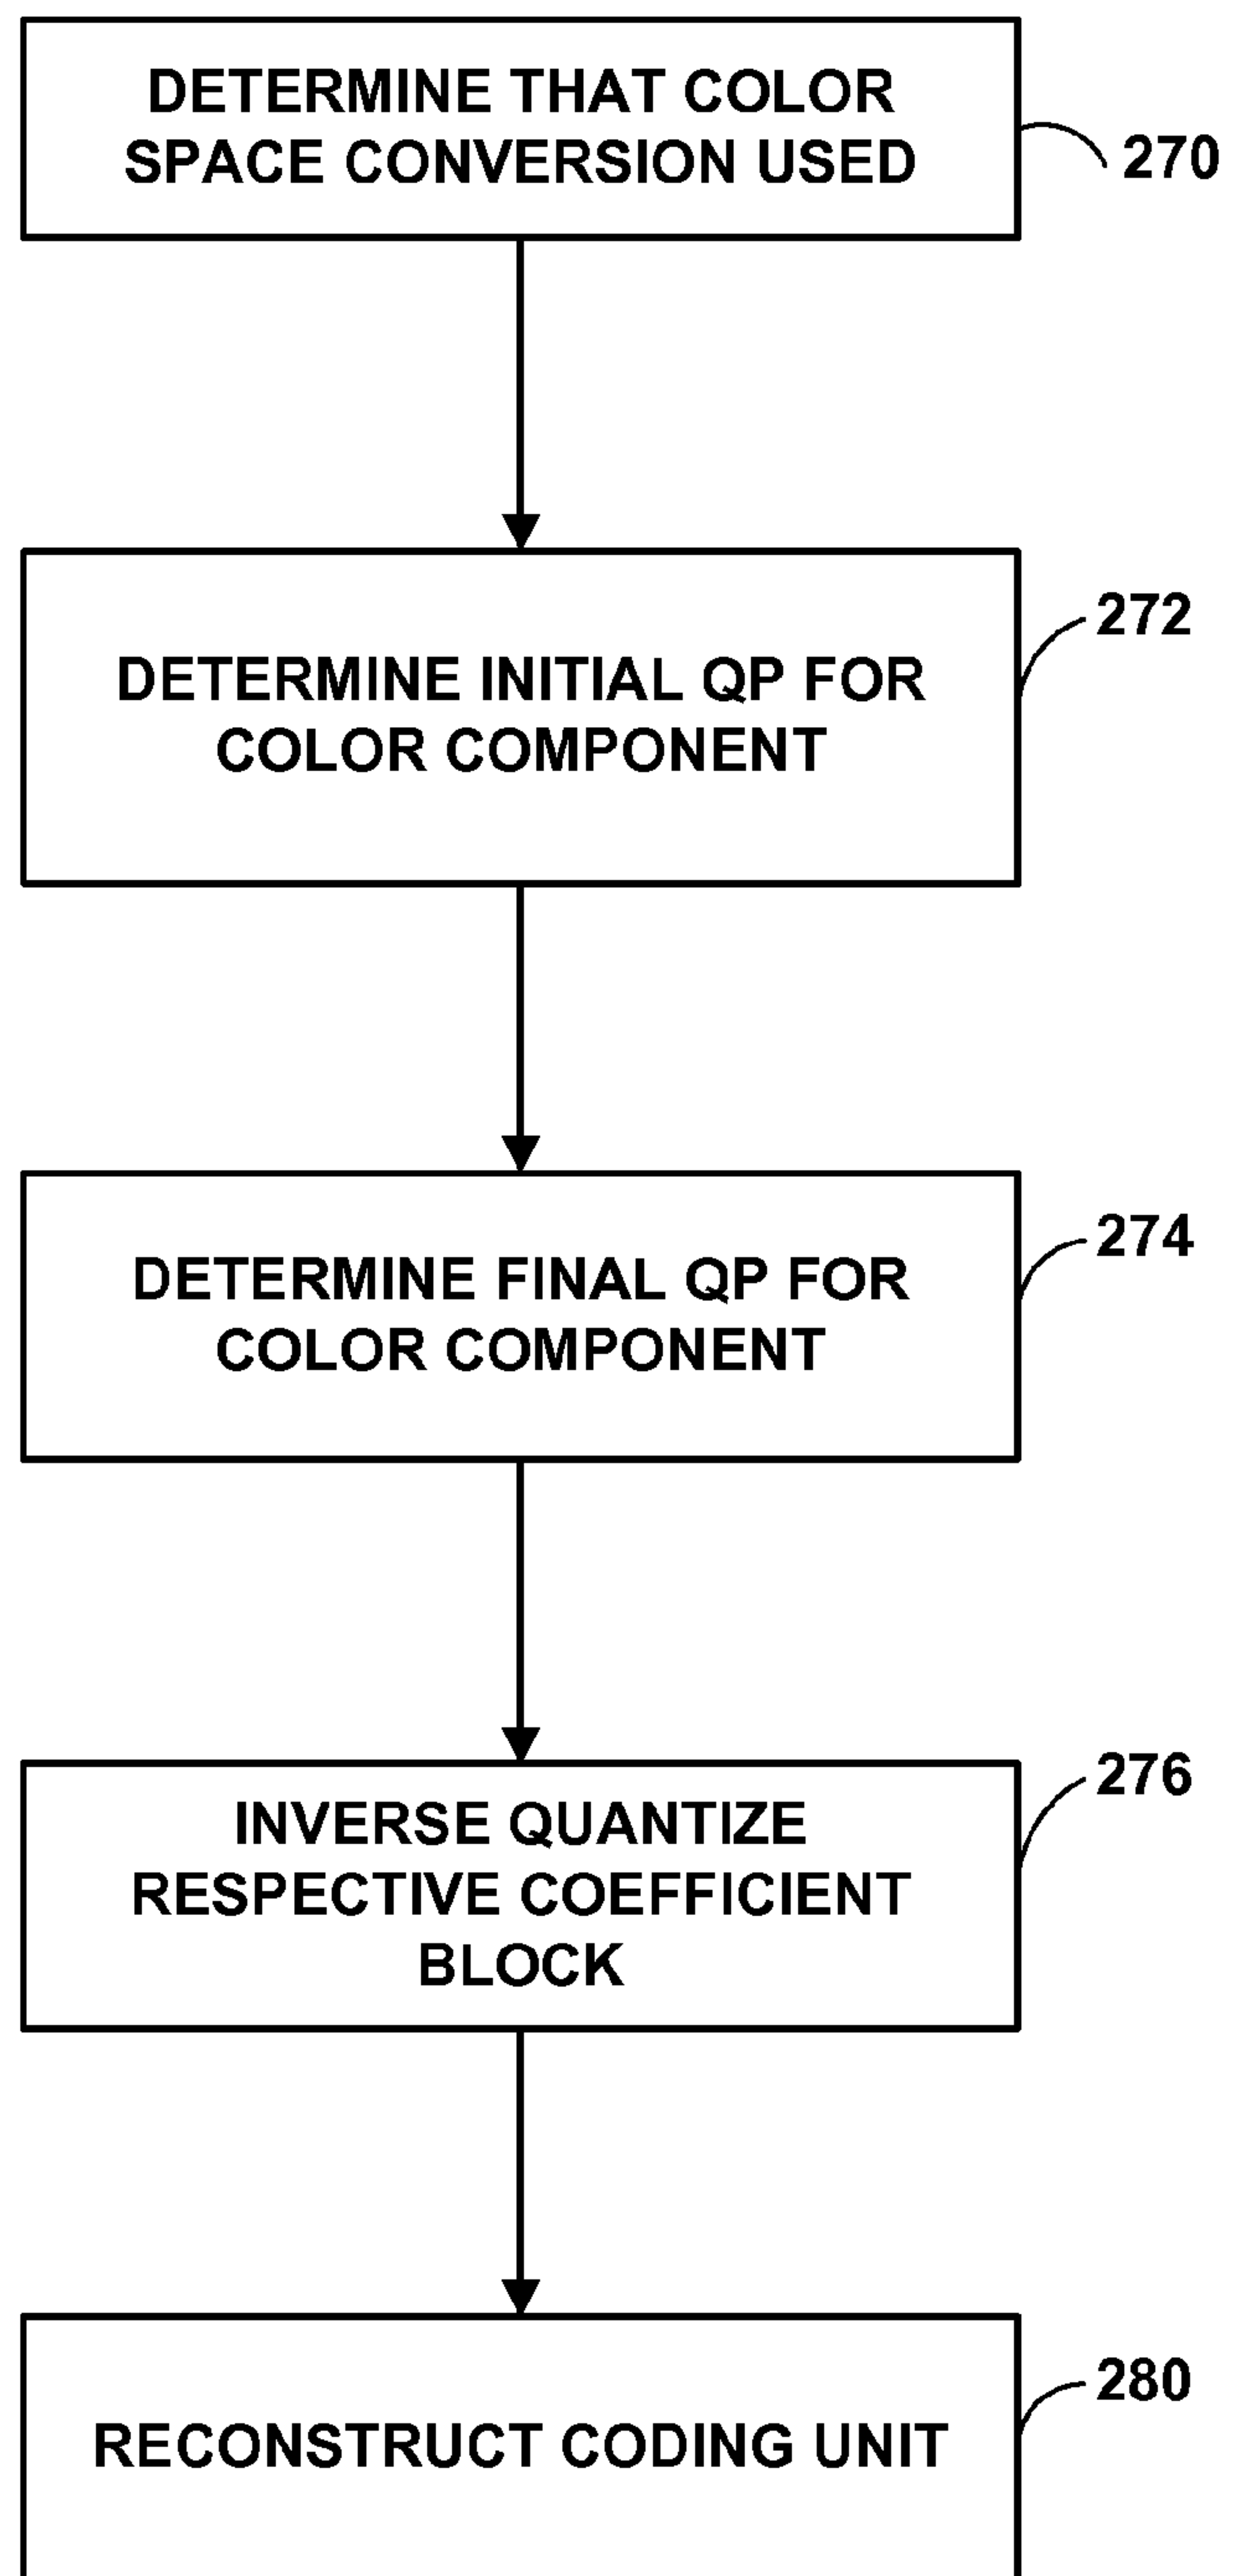 DETERMINE THAT COLOR
SPACE CONVERSION USED
270
272
DETERMINE INITIAL QP FOR
COLOR COMPONENT
274
DETERMINE FINAL QP FOR
COLOR COMPONENT
276
INVERSE QUANTIZE
RESPECTIVE COEFFICIENT
BLOCK
280
RECONSTRUCT CODING UNIT